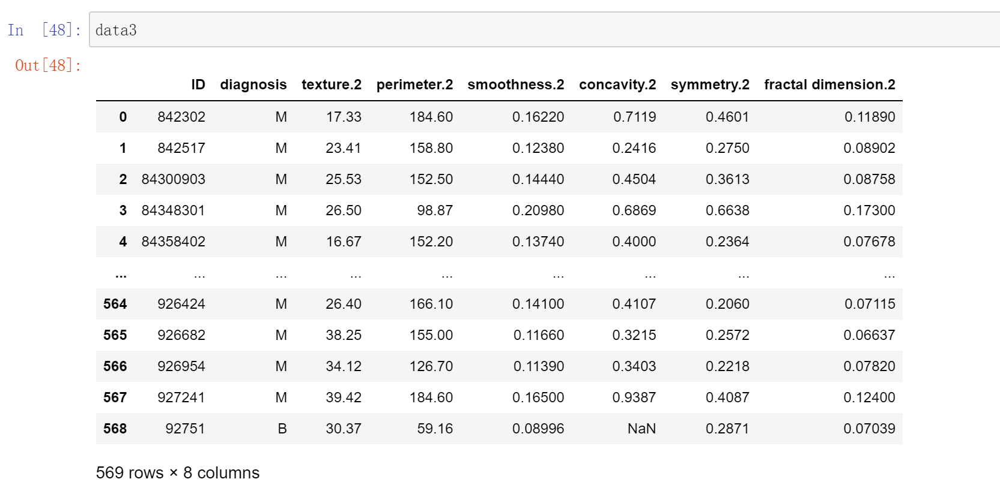 In [48]: data3
Out[48]:
ID diagnosis texture.2 perimeter.2 smoothness.2 concavity.2 symmetry.2 fractal dimension.2
0 842302 M 17.33 184.60 0.16220 0.7119 0.4601 0.11890
1 842517 M 23.41 158.80 0.12380 0.2416 0.2750 0.08902
2 84300903 M 25.53 152.50 0.14440 0.4504 0.3613 0.08758
3 84348301 M 26.50 98.87 0.20980 0.6869 0.6638 0.17300
4 84358402 M 16.67 152.20 0.13740 0.4000 0.2364 0.07678
... ... ... ... ... ... ... ... ...
564 926424 M 26.40 166.10 0.14100 0.4107 0.2060 0.07115
565 926682 M 38.25 155.00 0.11660 0.3215 0.2572 0.06637
566 926954 M 34.12 126.70 0.11390 0.3403 0.2218 0.07820
567 927241 M 39.42 184.60 0.16500 0.9387 0.4087 0.12400
568 92751 B 30.37 59.16 0.08996 NaN 0.2871 0.07039
569 rows × 8 columns